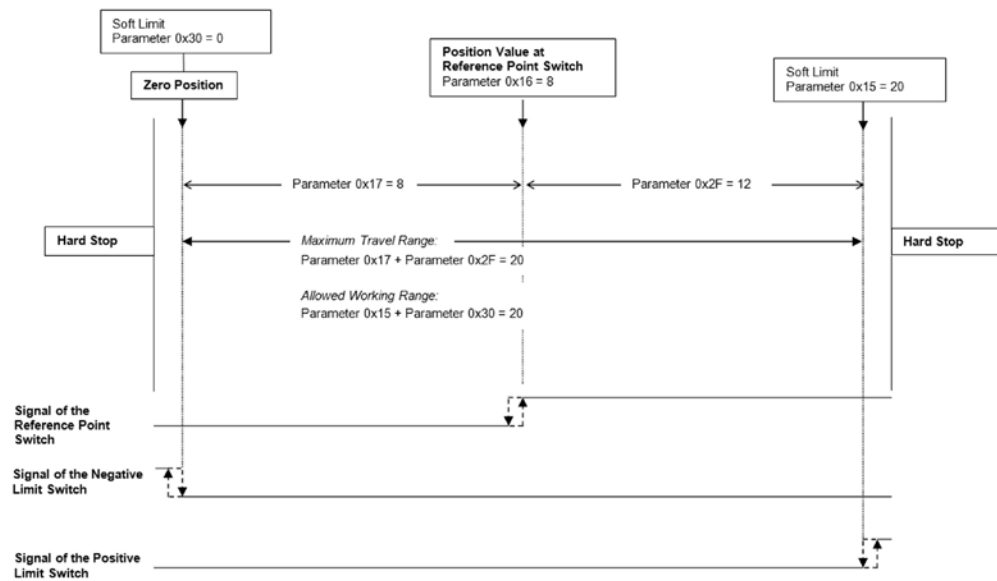 Soft Limit
Parameter 0x30 = 0
Zero Position
Position Value at
Reference Point Switch
Parameter 0x16 = 8
Soft Limit
Parameter 0x15 = 20
Parameter 0x17 = 8
Parameter 0x2F = 12
Hard Stop
Maximum Travel Range:
Parameter 0x17 + Parameter 0x2F = 20
Hard Stop
Allowed Working Range:
Parameter 0x15 + Parameter 0x30 = 20
Signal of the
Reference Point
Switch
Signal of the Negative
Limit Switch
Signal of the Positive
Limit Switch